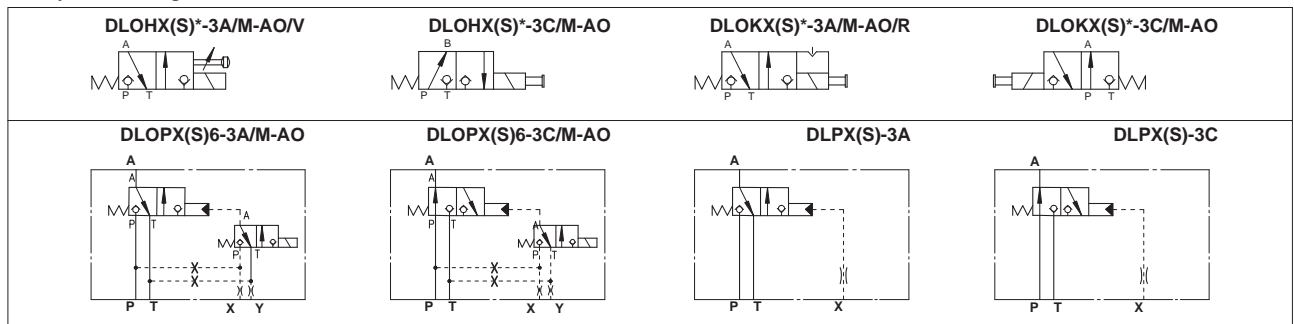 DLOHX(S)*-3A/M-AO/V DLOHX(S)*-3C/M-AO DLOKX(S)*-3A/M-AO/R DLOKX(S)*-3C/M-AO
A B A A
P T P T P T P T
DLOPX(S)6-3A/M-AO DLOPX(S)6-3C/M-AO DLPX(S)-3A DLPX(S)-3C
A A A A
A A
P T P T
A A
P T P T
P T X Y P T X Y P T X P T X